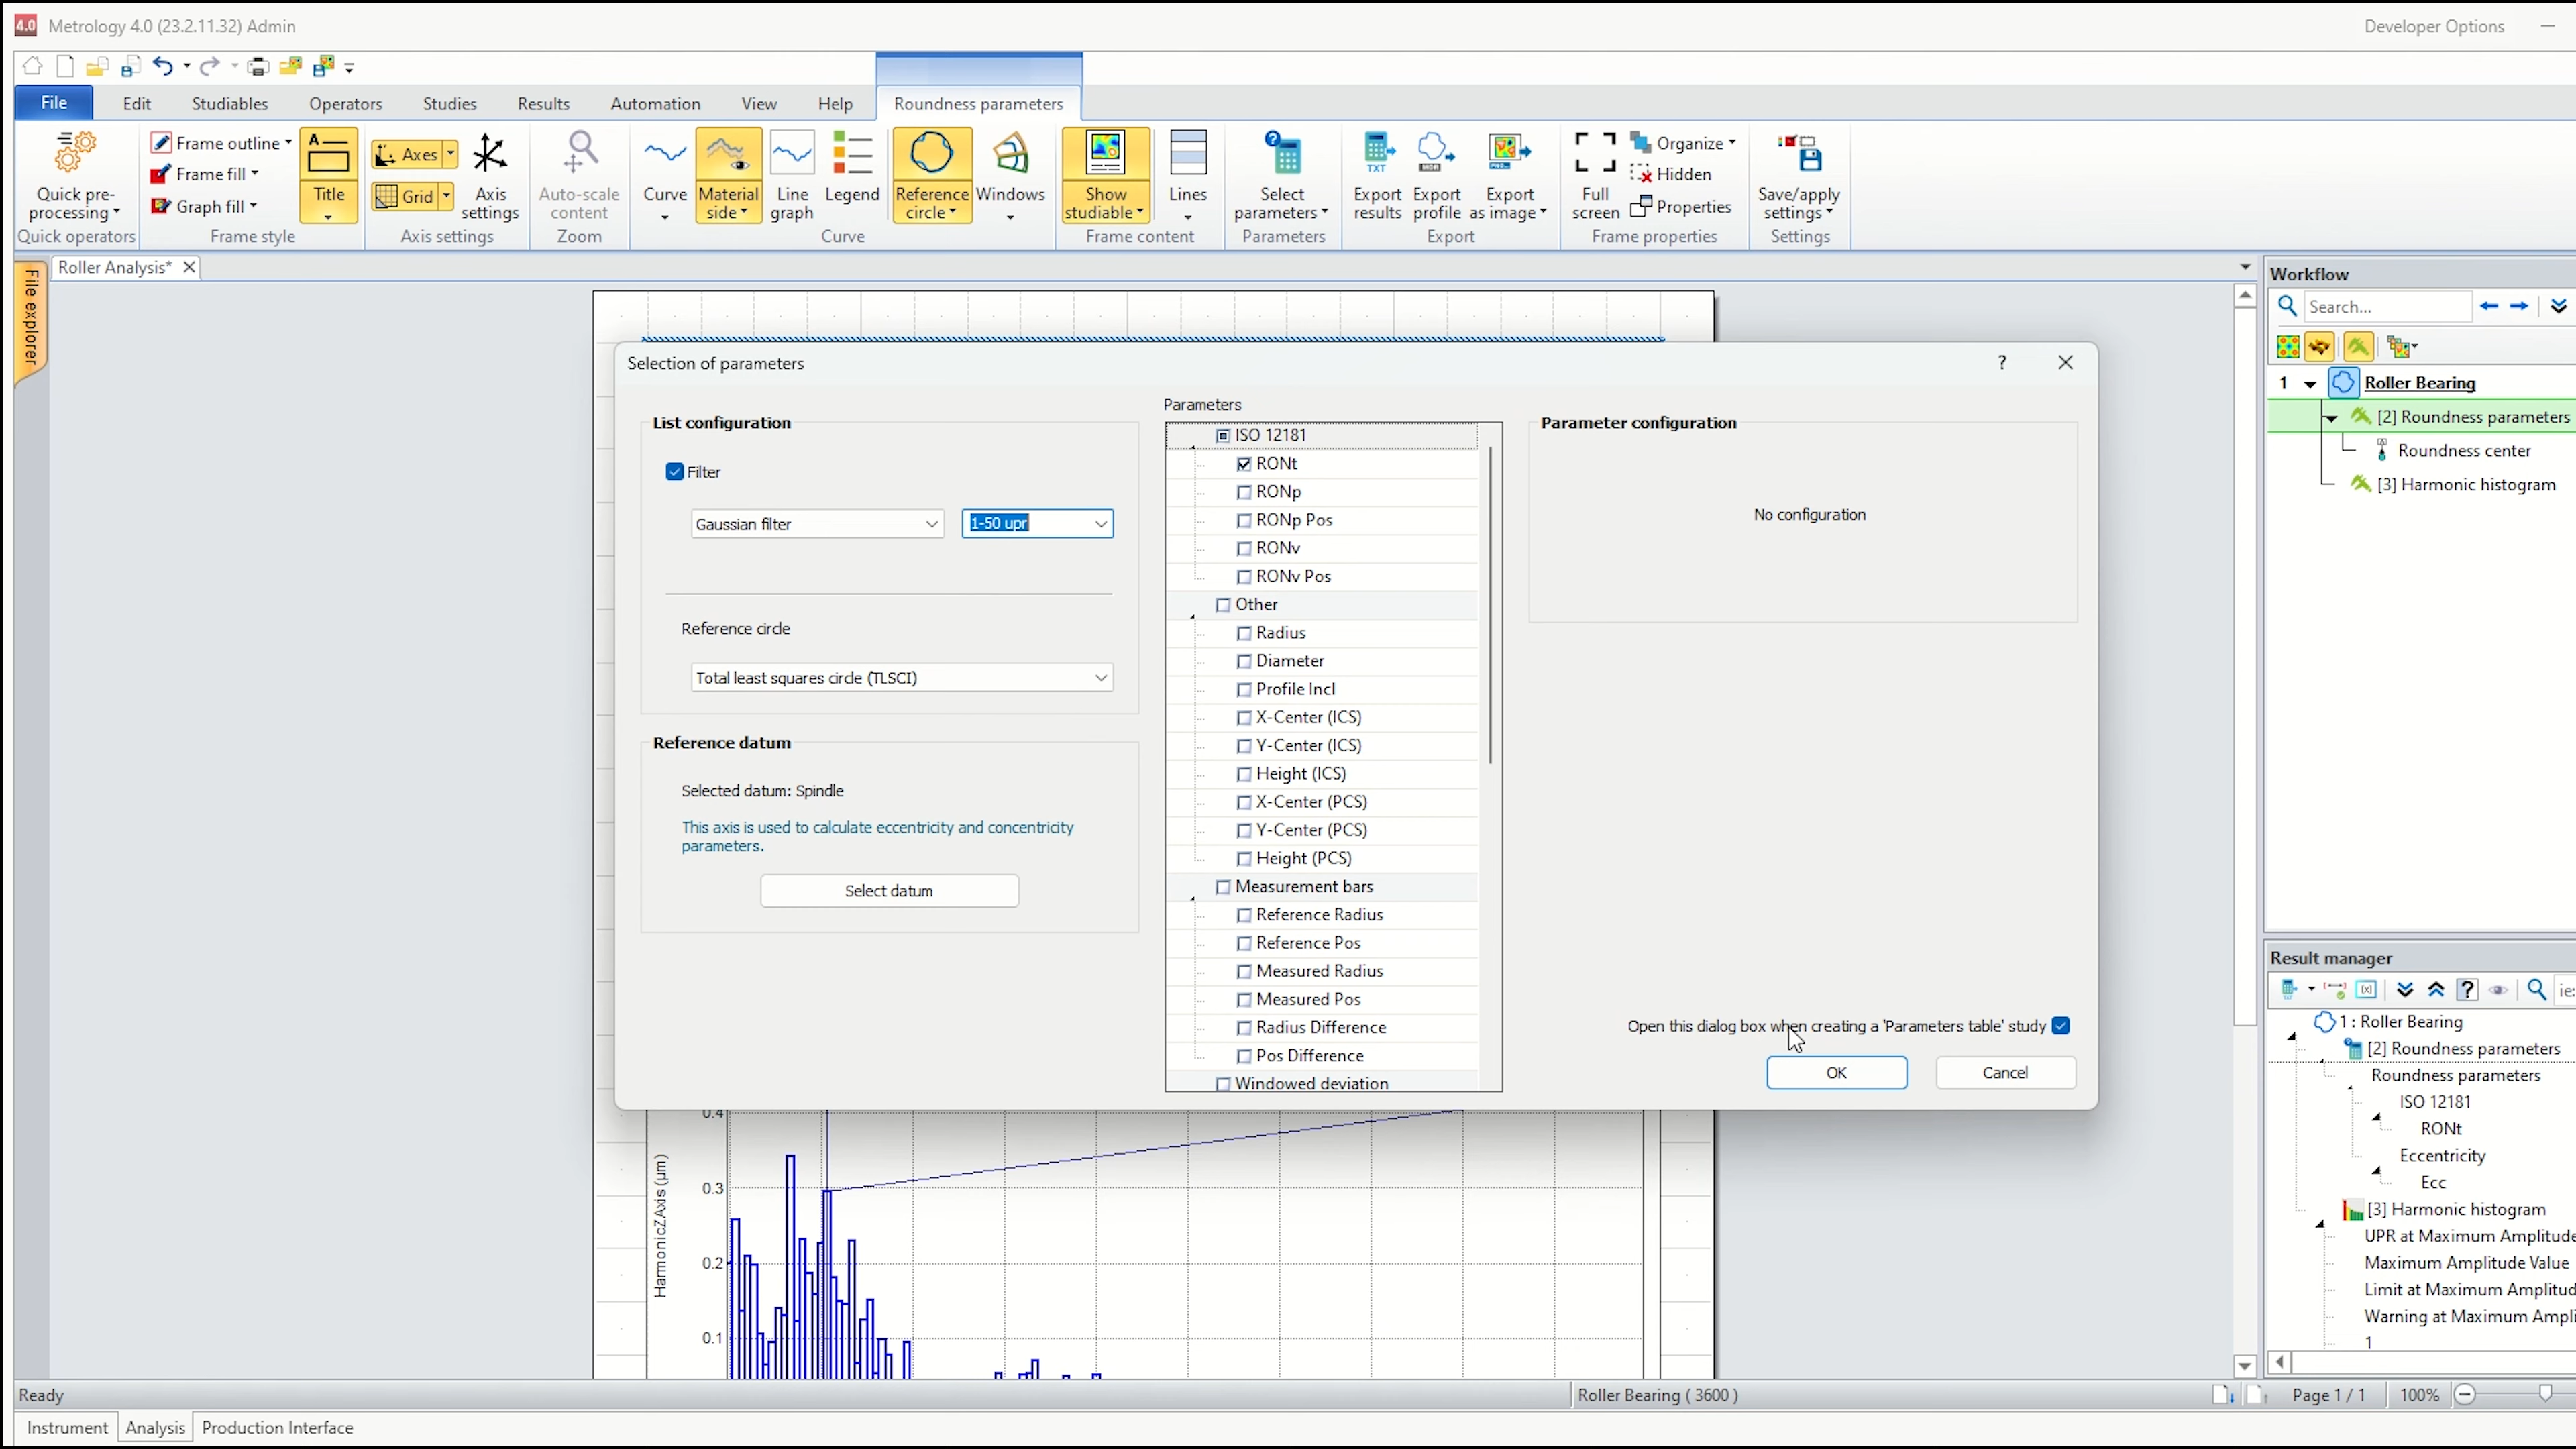 4.0 Metrology 4.0 (23.2.11.32) Admin
Developer Options
File
Edit
Studiables
Operators
Studies
Results
Automation
View
Help
Roundness parameters
Quick pre-
processing
Quick operators
Frame outline
Frame fill
Graph fill
Title
Frame style
Axes
Grid
Axis
settings
Axis settings
Auto-scale
content
Zoom
Curve
Material
side
Line
graph
Legend
Reference
circle
Windows
Curve
Show
studiable
Lines
Frame content
Select
parameters
Parameters
TXT
Export
results
Export
profile
Export
as image
Export
Full
screen
Organize
Hidden
Properties
Frame properties
Save/apply
settings
Settings
File explorer
Roller Analysis*
Selection of parameters
?
List configuration
Filter
Gaussian filter
1-50 upr
Reference circle
Total least squares circle (TLSCI)
Reference datum
Selected datum: Spindle
This axis is used to calculate eccentricity and concentricity
parameters.
Select datum
Parameters
ISO 12181
RONt
RONp
RONp Pos
RONv
RONv Pos
Other
Radius
Diameter
Profile Incl
X-Center (ICS)
Y-Center (ICS)
Height (ICS)
X-Center (PCS)
Y-Center (PCS)
Height (PCS)
Measurement bars
Reference Radius
Reference Pos
Measured Radius
Measured Pos
Radius Difference
Pos Difference
Windowed deviation
Parameter configuration
No configuration
Open this dialog box when creating a 'Parameters table' study
OK
Cancel
HarmonicZAxis (µm)
0.4
0.3
0.2
0.1
Workflow
Search...
1 Roller Bearing
[2] Roundness parameters
Roundness center
[3] Harmonic histogram
Result manager
ie:
1 : Roller Bearing
[2] Roundness parameters
Roundness parameters
ISO 12181
RONt
Eccentricity
Ecc
[3] Harmonic histogram
UPR at Maximum Amplitude
Maximum Amplitude Value
Limit at Maximum Amplitud
Warning at Maximum Ampli
1
Ready
Roller Bearing ( 3600 )
Page 1 / 1
100%
Instrument
Analysis
Production Interface